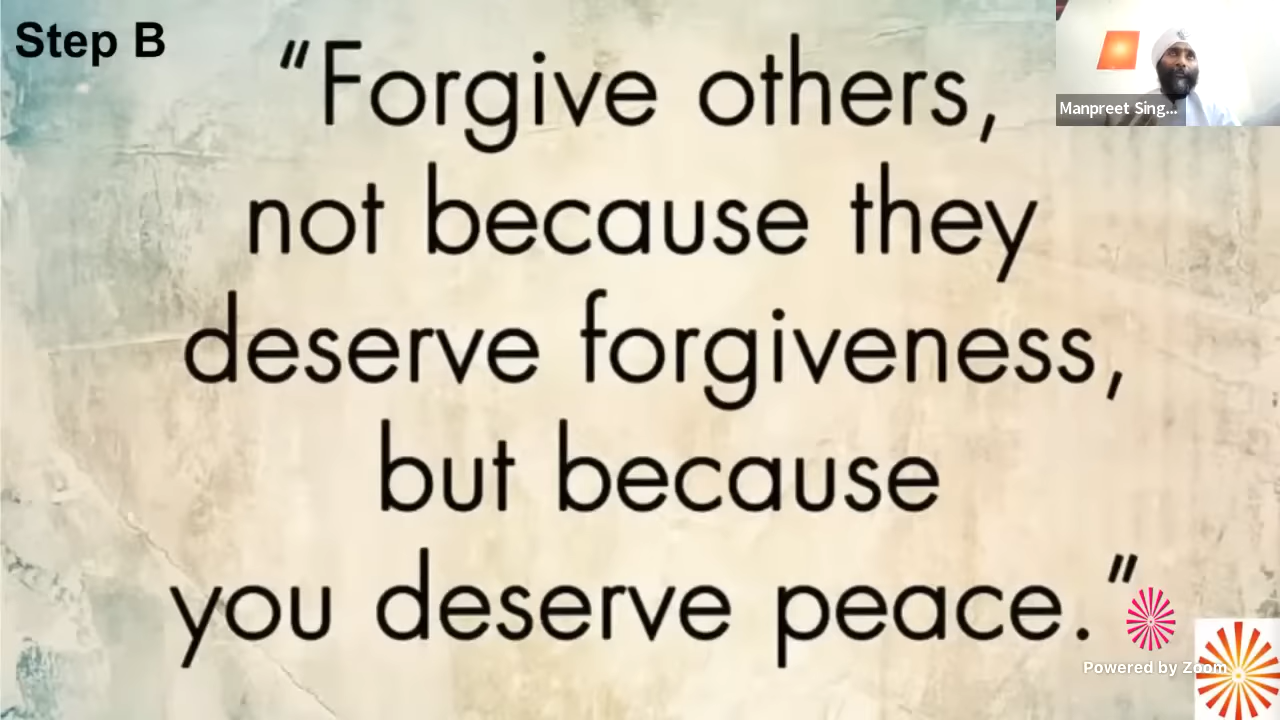 Step B
“Forgive others,
not because they
deserve forgiveness,
but because
you deserve peace.”
Manpreet Sing...
Powered by Zoom